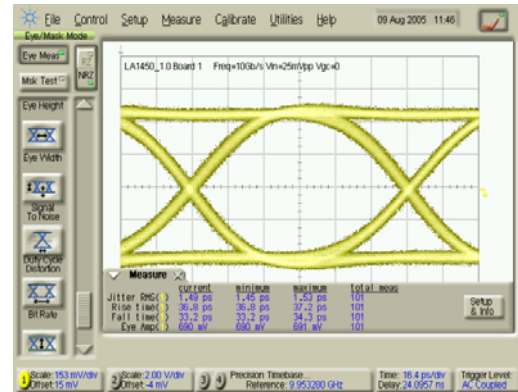 File Control Setup Measure Calibrate Utilities Help 09 Aug 2005 11:46
Eye/Mask Mode
Eye Meas
Msk Test
RZ
NRZ
LA1450_1.0 Board 1 Freq=10Gb/s Vin=25mVpp Vgc=0
Eye Height
Eye Width
Signal
To Noise
Duty Cycle
Distortion
Bit Rate
Measure
current minimum maximum total meas
Jitter RMS( ) 1.49 ps 1.45 ps 1.53 ps 101
Rise time( ) 36.8 ps 36.8 ps 37.2 ps 101
Fall time( ) 33.2 ps 33.2 ps 34.3 ps 101
Eye Amp( ) 690 mV 690 mV 691 mV 101
Setup
& Info
1 Scale:153 mV/div
Offset:15 mV
2 Scale:2.00 V/div
Offset:-4 mV
3 4 Precision Timebase...
Reference: 9.953280 GHz
Time: 16.4 ps/div
Delay:24.0957 ns
Trigger Level:
AC Coupled